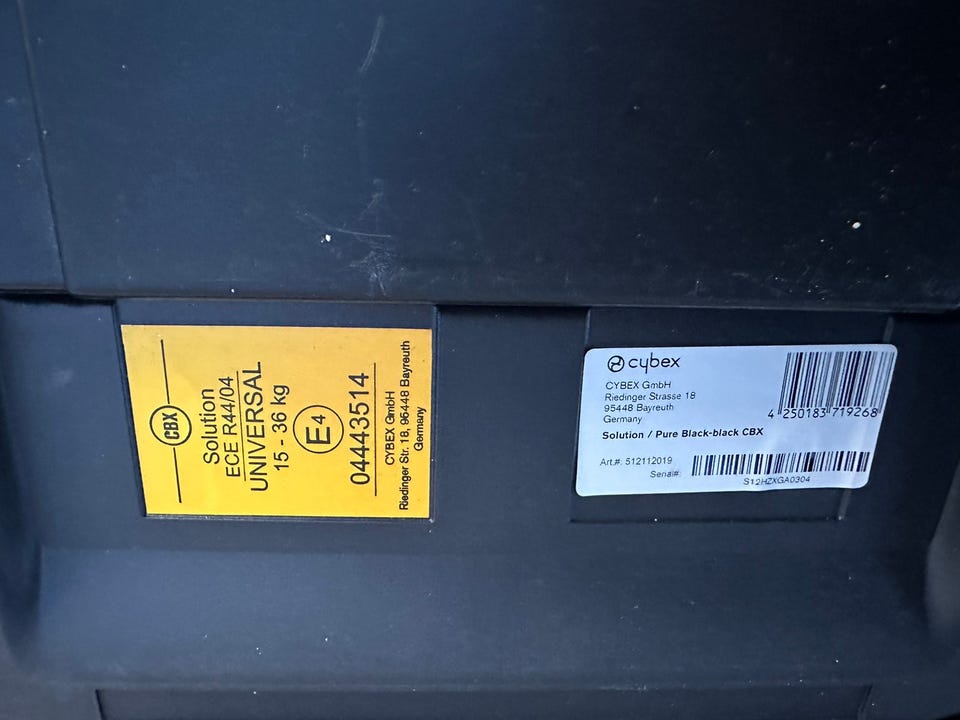 CBX
Solution
ECE R44/04
UNIVERSAL
15 - 36 kg
E4
04443514
CYBEX GmbH
Riedinger Str. 18, 95448 Bayreuth
Germany
cybex
CYBEX GmbH
Riedinger Strasse 18
95448 Bayreuth
Germany
4 250183 719268
Solution / Pure Black-black CBX
Art.#: 512112019
Serial#:
S12HZXGA0304